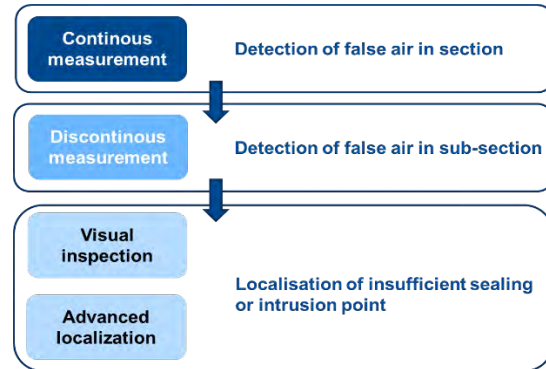 Continous
measurement
Detection of false air in section
Discontinous
measurement
Detection of false air in sub-section
Visual
inspection
Localisation of insufficient sealing
or intrusion point
Advanced
localization